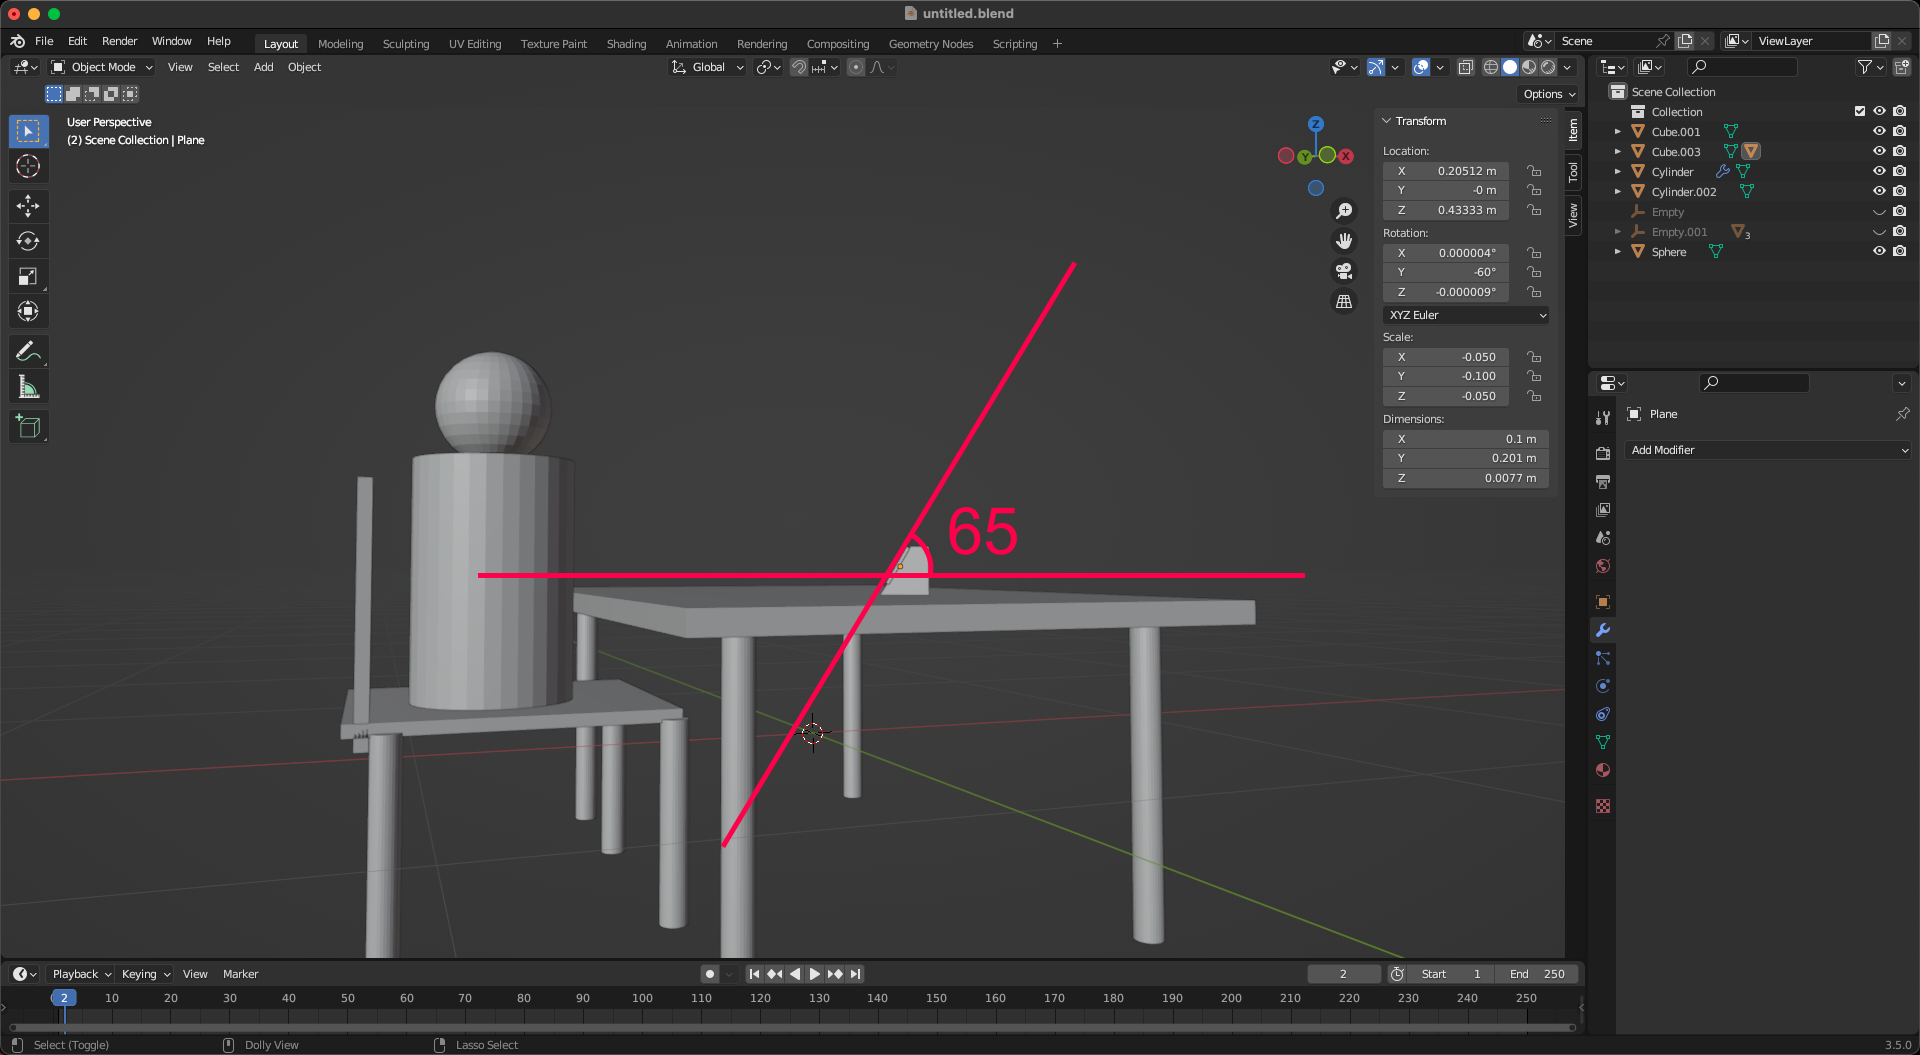 untitled.blend
File Edit Render Window Help Layout Modeling Sculpting UV Editing Texture Paint Shading Animation Rendering Compositing Geometry Nodes Scripting + Scene ViewLayer
Object Mode View Select Add Object Global
Options
User Perspective
(2) Scene Collection | Plane
Z
Y
X
65
Transform
Location:
X 0.20512 m
Y -0 m
Z 0.43333 m
Rotation:
X 0.000004°
Y -60°
Z -0.000009°
XYZ Euler
Scale:
X -0.050
Y -0.100
Z -0.050
Dimensions:
X 0.1 m
Y 0.201 m
Z 0.0077 m
Item
Tool
View
Scene Collection
Collection
Cube.001
Cube.003
Cylinder
Cylinder.002
Empty
Empty.001 3
Sphere
Plane
Add Modifier
Playback Keying View Marker 2 Start 1 End 250
2 10 20 30 40 50 60 70 80 90 100 110 120 130 140 150 160 170 180 190 200 210 220 230 240 250
Select (Toggle) Dolly View Lasso Select 3.5.0